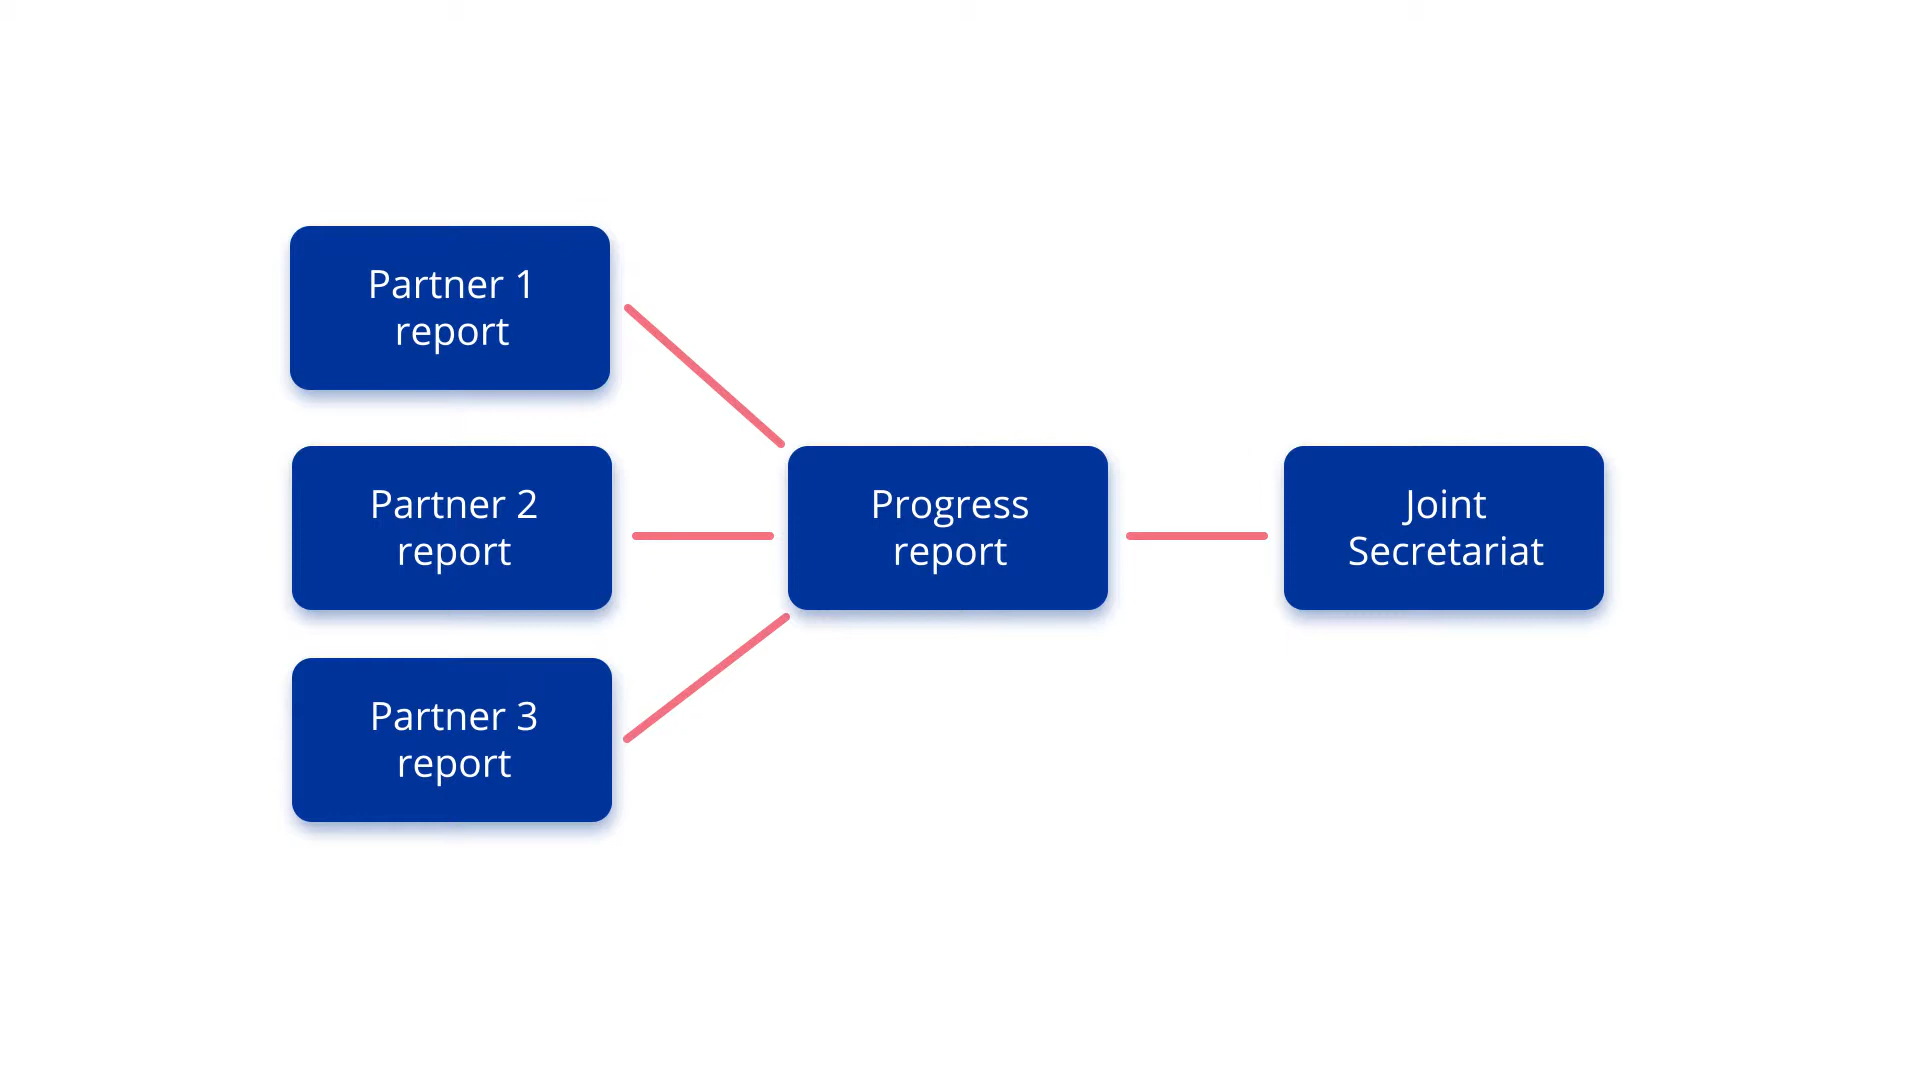 Partner 1
report
Partner 2
report
Partner 3
report
Progress
report
Joint
Secretariat